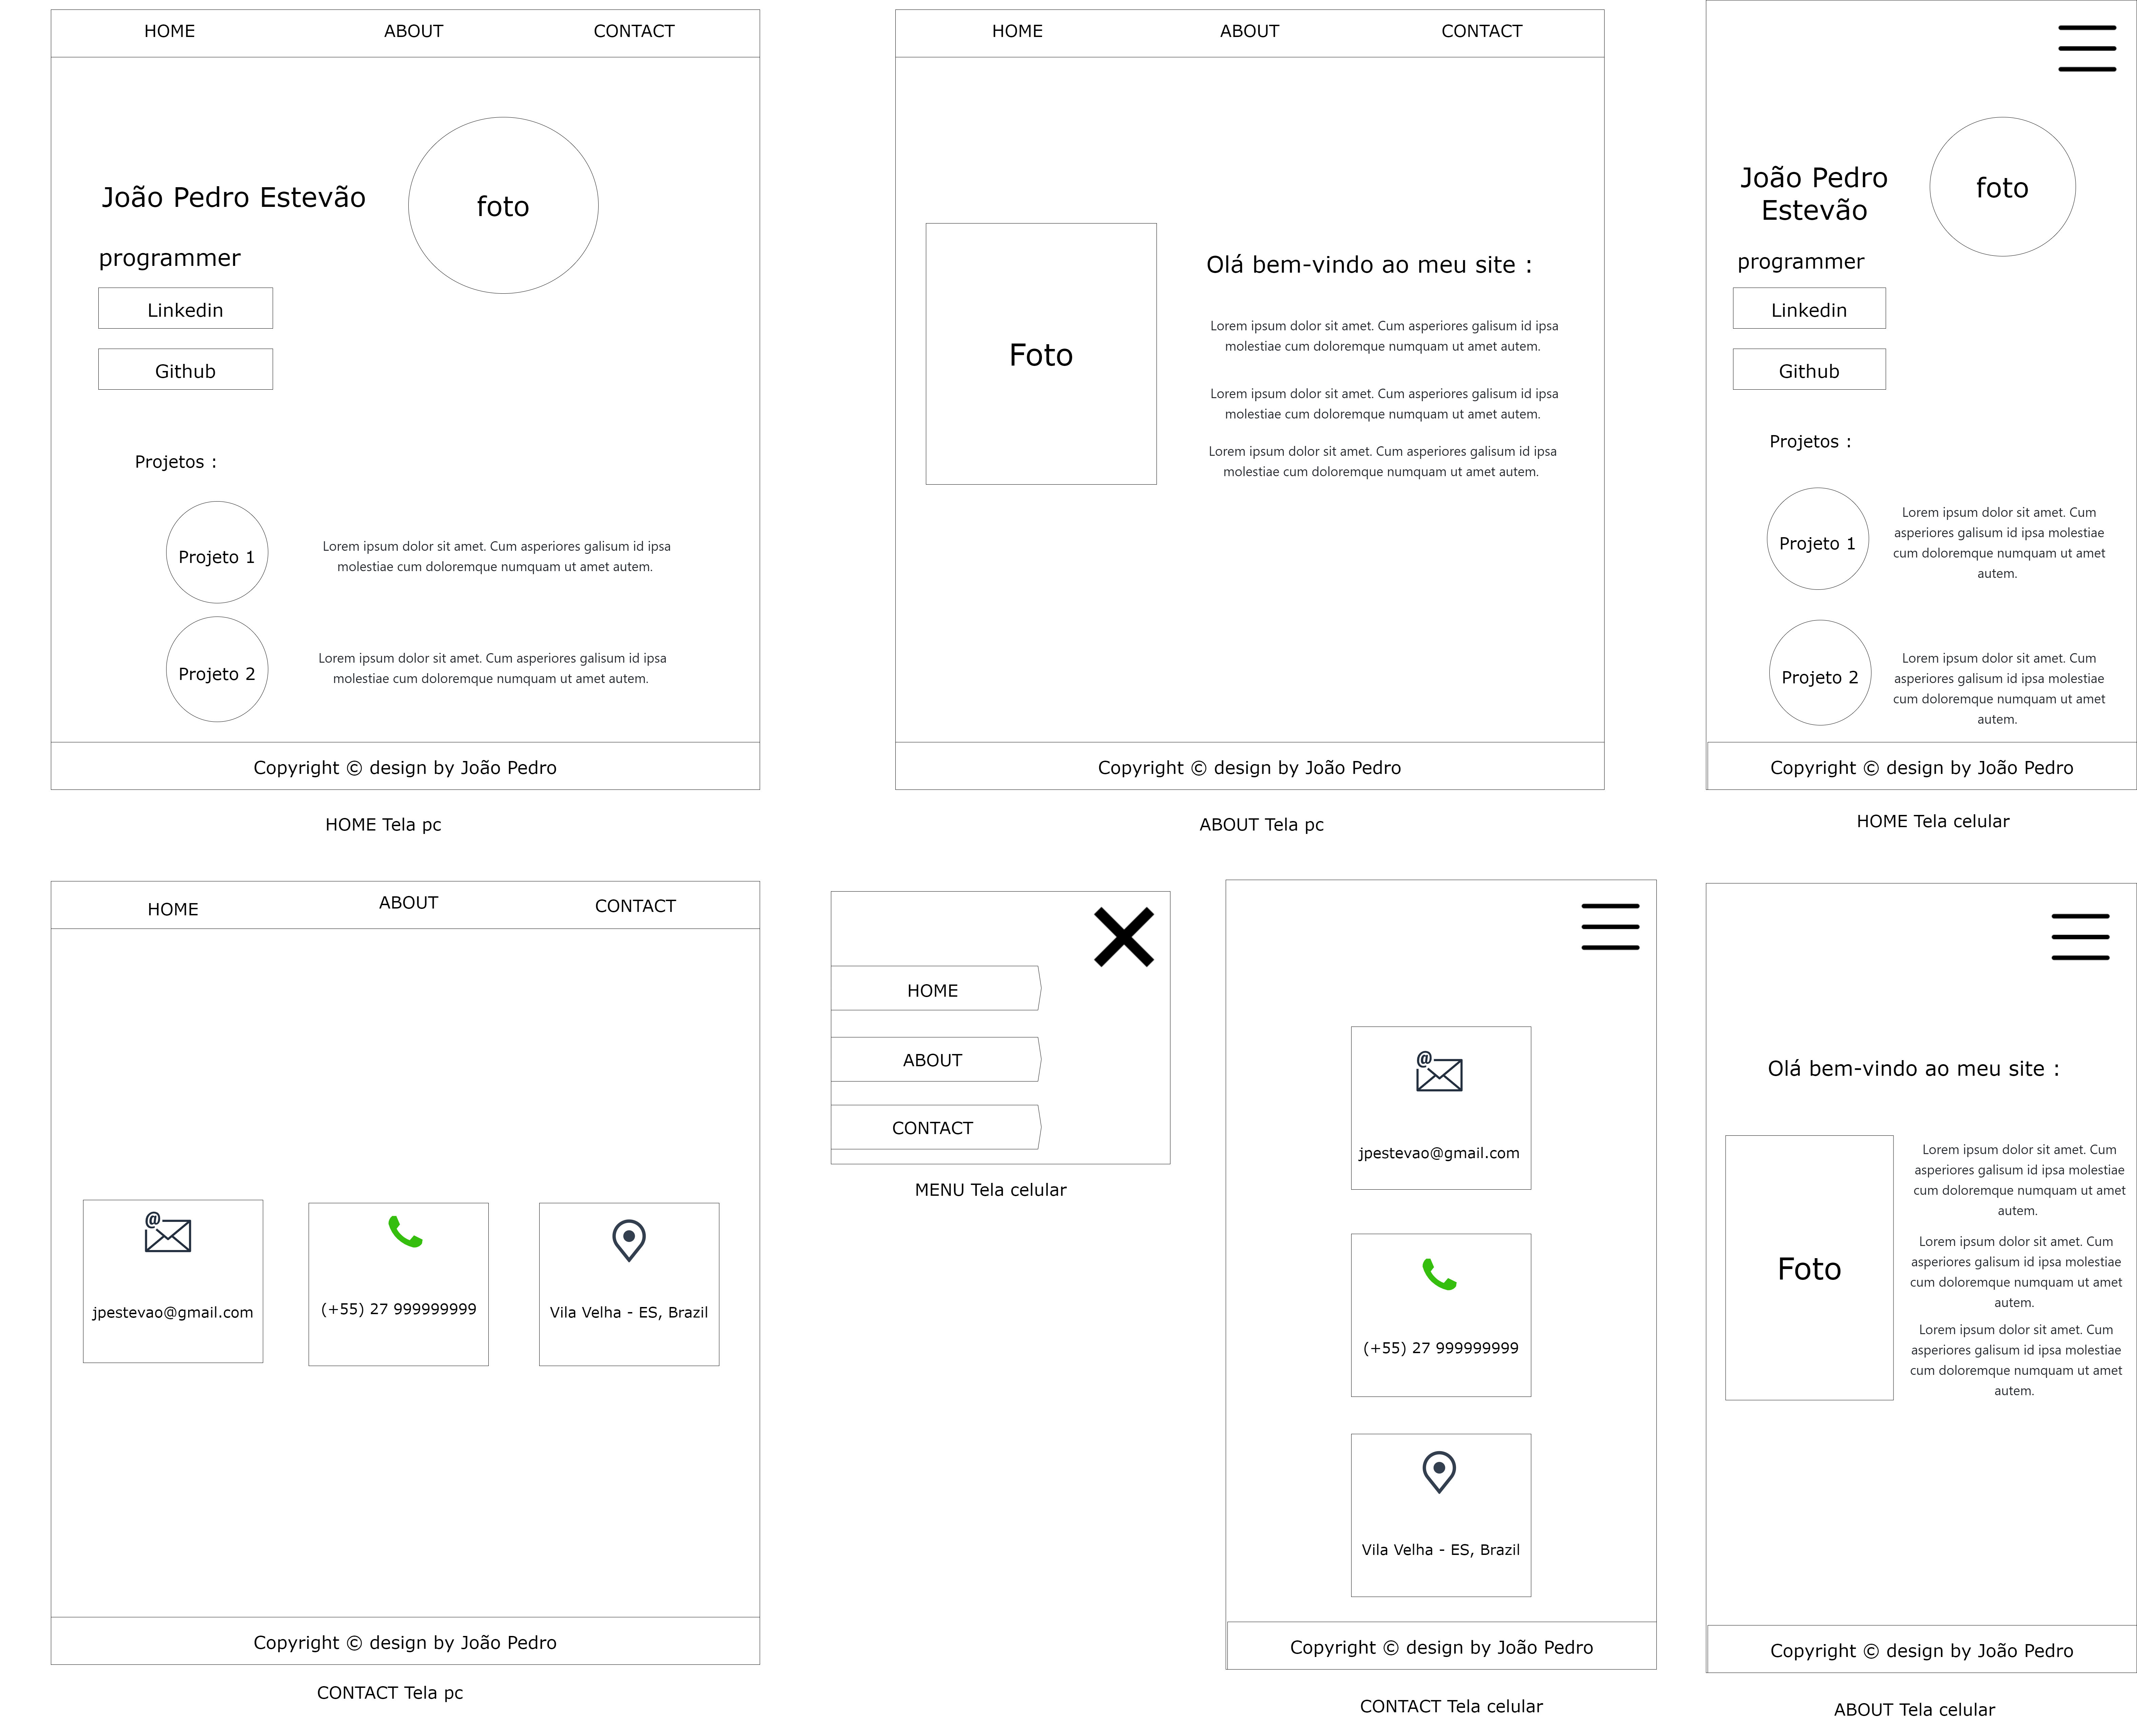 HOME
ABOUT
CONTACT
João Pedro Estevão
foto
programmer
Linkedin
Github
Projetos :
Projeto 1
Lorem ipsum dolor sit amet. Cum asperiores galisum id ipsa
molestiae cum doloremque numquam ut amet autem.
Projeto 2
Lorem ipsum dolor sit amet. Cum asperiores galisum id ipsa
molestiae cum doloremque numquam ut amet autem.
Copyright © design by João Pedro
HOME Tela pc
HOME
ABOUT
CONTACT
Foto
Olá bem-vindo ao meu site :
Lorem ipsum dolor sit amet. Cum asperiores galisum id ipsa
molestiae cum doloremque numquam ut amet autem.
Lorem ipsum dolor sit amet. Cum asperiores galisum id ipsa
molestiae cum doloremque numquam ut amet autem.
Lorem ipsum dolor sit amet. Cum asperiores galisum id ipsa
molestiae cum doloremque numquam ut amet autem.
Copyright © design by João Pedro
ABOUT Tela pc
João Pedro
Estevão
foto
programmer
Linkedin
Github
Projetos :
Projeto 1
Lorem ipsum dolor sit amet. Cum
asperiores galisum id ipsa molestiae
cum doloremque numquam ut amet
autem.
Projeto 2
Lorem ipsum dolor sit amet. Cum
asperiores galisum id ipsa molestiae
cum doloremque numquam ut amet
autem.
Copyright © design by João Pedro
HOME Tela celular
HOME
ABOUT
CONTACT
@
jpestevao@gmail.com
(+55) 27 999999999
Vila Velha - ES, Brazil
Copyright © design by João Pedro
CONTACT Tela pc
HOME
ABOUT
CONTACT
MENU Tela celular
@
jpestevao@gmail.com
(+55) 27 999999999
Vila Velha - ES, Brazil
Copyright © design by João Pedro
CONTACT Tela celular
Olá bem-vindo ao meu site :
Foto
Lorem ipsum dolor sit amet. Cum
asperiores galisum id ipsa molestiae
cum doloremque numquam ut amet
autem.
Lorem ipsum dolor sit amet. Cum
asperiores galisum id ipsa molestiae
cum doloremque numquam ut amet
autem.
Lorem ipsum dolor sit amet. Cum
asperiores galisum id ipsa molestiae
cum doloremque numquam ut amet
autem.
Copyright © design by João Pedro
ABOUT Tela celular